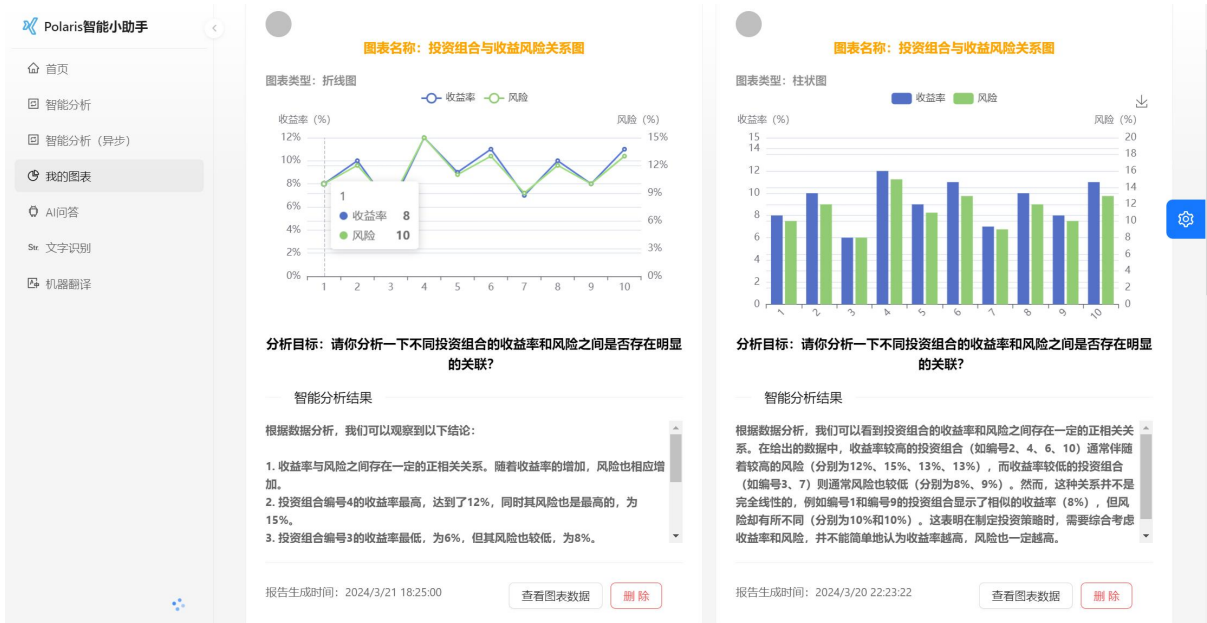 Polaris智能小助手
首页
智能分析
智能分析（异步）
我的图表
AI问答
Str. 文字识别
机器翻译
图表名称：投资组合与收益风险关系图
图表类型：折线图
收益率 风险
收益率（%） 风险（%）
12%
10%
8%
6%
4%
2%
0%
15%
12%
9%
6%
3%
0%
1
收益率 8
风险 10
1 2 3 4 5 6 7 8 9 10
分析目标：请你分析一下不同投资组合的收益率和风险之间是否存在明显
的关联？
智能分析结果
根据数据分析，我们可以观察到以下结论：
1. 收益率与风险之间存在一定的正相关关系。随着收益率的增加，风险也相应增
加。
2. 投资组合编号4的收益率最高，达到了12%，同时其风险也是最高的，为
15%。
3. 投资组合编号3的收益率最低，为6%，但其风险也较低，为8%。
报告生成时间：2024/3/21 18:25:00
查看图表数据 删 除
图表名称：投资组合与收益风险关系图
图表类型：柱状图
收益率 风险
收益率（%） 风险（%）
15
14
12
10
8
6
4
2
0
20
18
16
14
12
10
8
6
4
2
0
1 2 3 4 5 6 7 8 9 10
分析目标：请你分析一下不同投资组合的收益率和风险之间是否存在明显
的关联？
智能分析结果
根据数据分析，我们可以看到投资组合的收益率和风险之间存在一定的正相关关
系。在给出的数据中，收益率较高的投资组合（如编号2、4、6、10）通常伴随
着较高的风险（分别为12%、15%、13%、13%），而收益率较低的投资组合
（如编号3、7）则通常风险也较低（分别为8%、9%）。然而，这种关系并不是
完全线性的，例如编号1和编号9的投资组合显示了相似的收益率（8%），但风
险却有所不同（分别为10%和10%）。这表明在制定投资策略时，需要综合考虑
收益率和风险，并不能简单地认为收益率越高，风险也一定越高。
报告生成时间：2024/3/20 22:23:22
查看图表数据 删 除